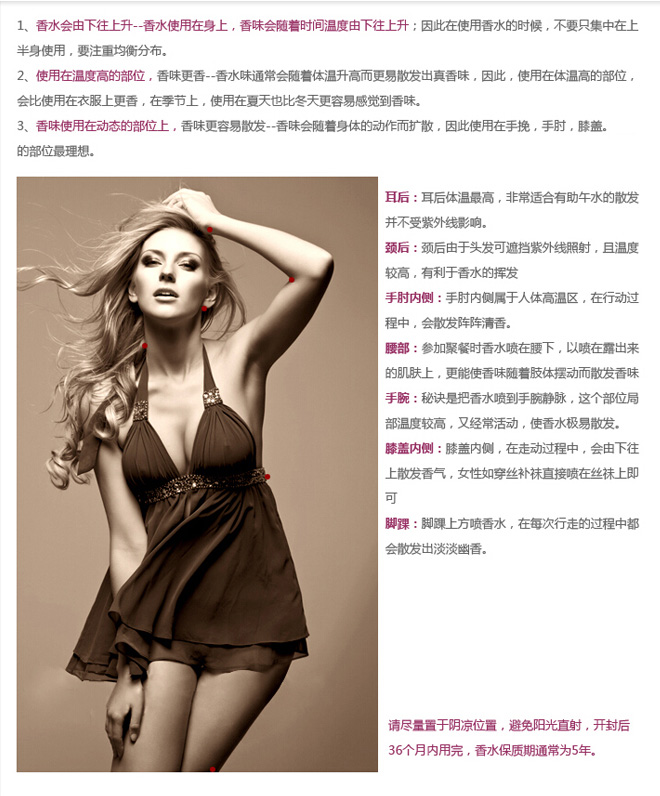 1、香水会由下往上升--香水使用在身上，香味会随着时间温度由下往上升；因此在使用香水的时候，不要只集中在上
半身使用，要注重均衡分布。
2、使用在温度高的部位，香味更香--香水味通常会随着体温升高而更易散发出真香味，因此，使用在体温高的部位，
会比使用在衣服上更香，在季节上，使用在夏天也比冬天更容易感觉到香味。
3、香味使用在动态的部位上，香味更容易散发--香味会随着身体的动作而扩散，因此使用在手挽，手肘，膝盖。
的部位最理想。
耳后：耳后体温最高，非常适合有助午水的散发
并不受紫外线影响。
颈后：颈后由于头发可遮挡紫外线照射，且温度
较高，有利于香水的挥发
手肘内侧：手肘内侧属于人体高温区，在行动过
程中，会散发阵阵清香。
腰部：参加聚餐时香水喷在腰下，以喷在露出来
的肌肤上，更能使香味随着肢体摆动而散发香味
手腕：秘诀是把香水喷到手腕静脉，这个部位局
部温度较高，又经常活动，使香水极易散发。
膝盖内侧：膝盖内侧，在走动过程中，会由下往
上散发香气，女性如穿丝补袜直接喷在丝袜上即
可
脚踝：脚踝上方喷香水，在每次行走的过程中都
会散发出淡淡幽香。
请尽量置于阴凉位置，避免阳光直射，开封后
36个月内用完，香水保质期通常为5年。